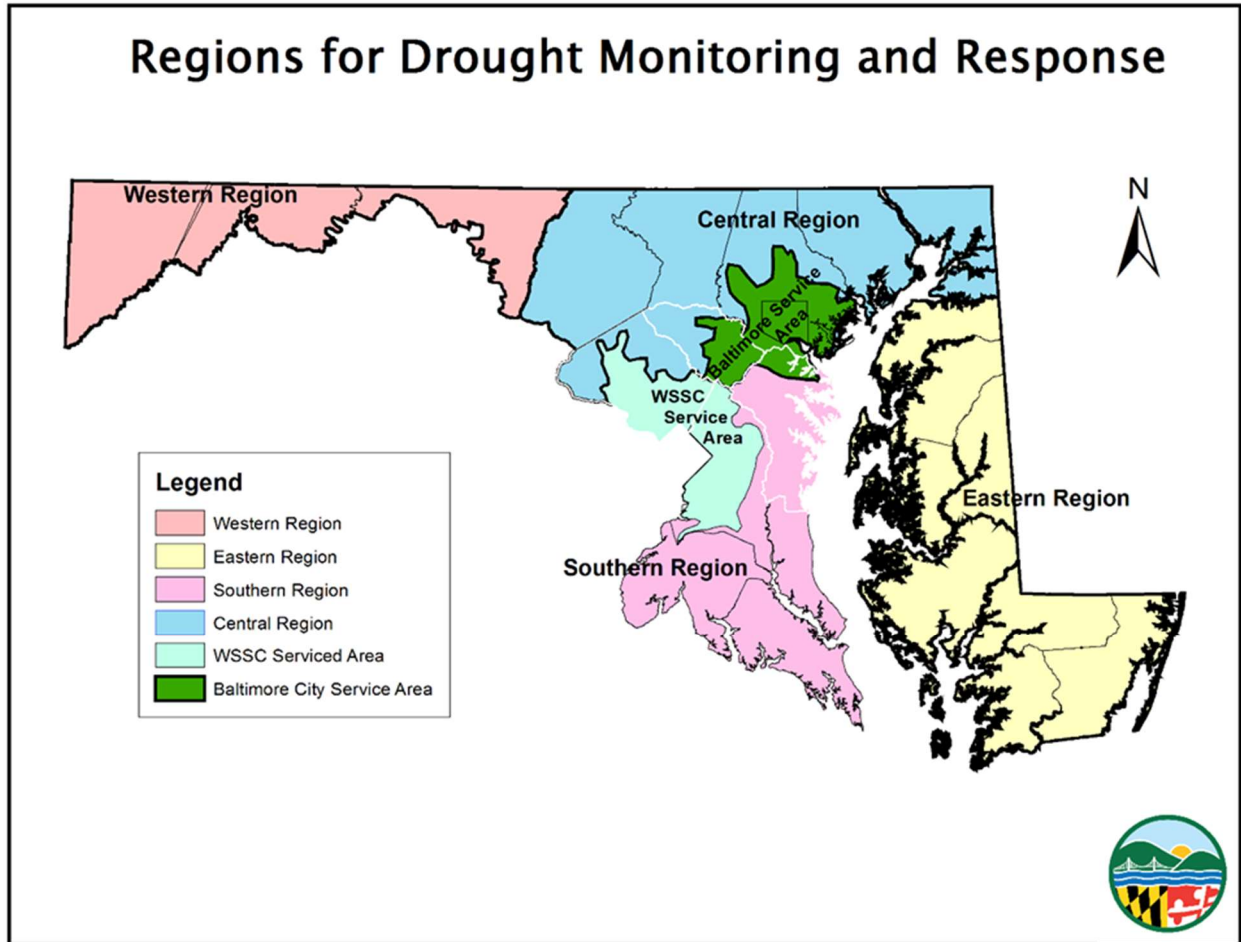 Regions for Drought Monitoring and Response
Western Region
Central Region
N
Baltimore Service
Area
WSSC
Service
Area
Eastern Region
Southern Region
Legend
Western Region
Eastern Region
Southern Region
Central Region
WSSC Serviced Area
Baltimore City Service Area